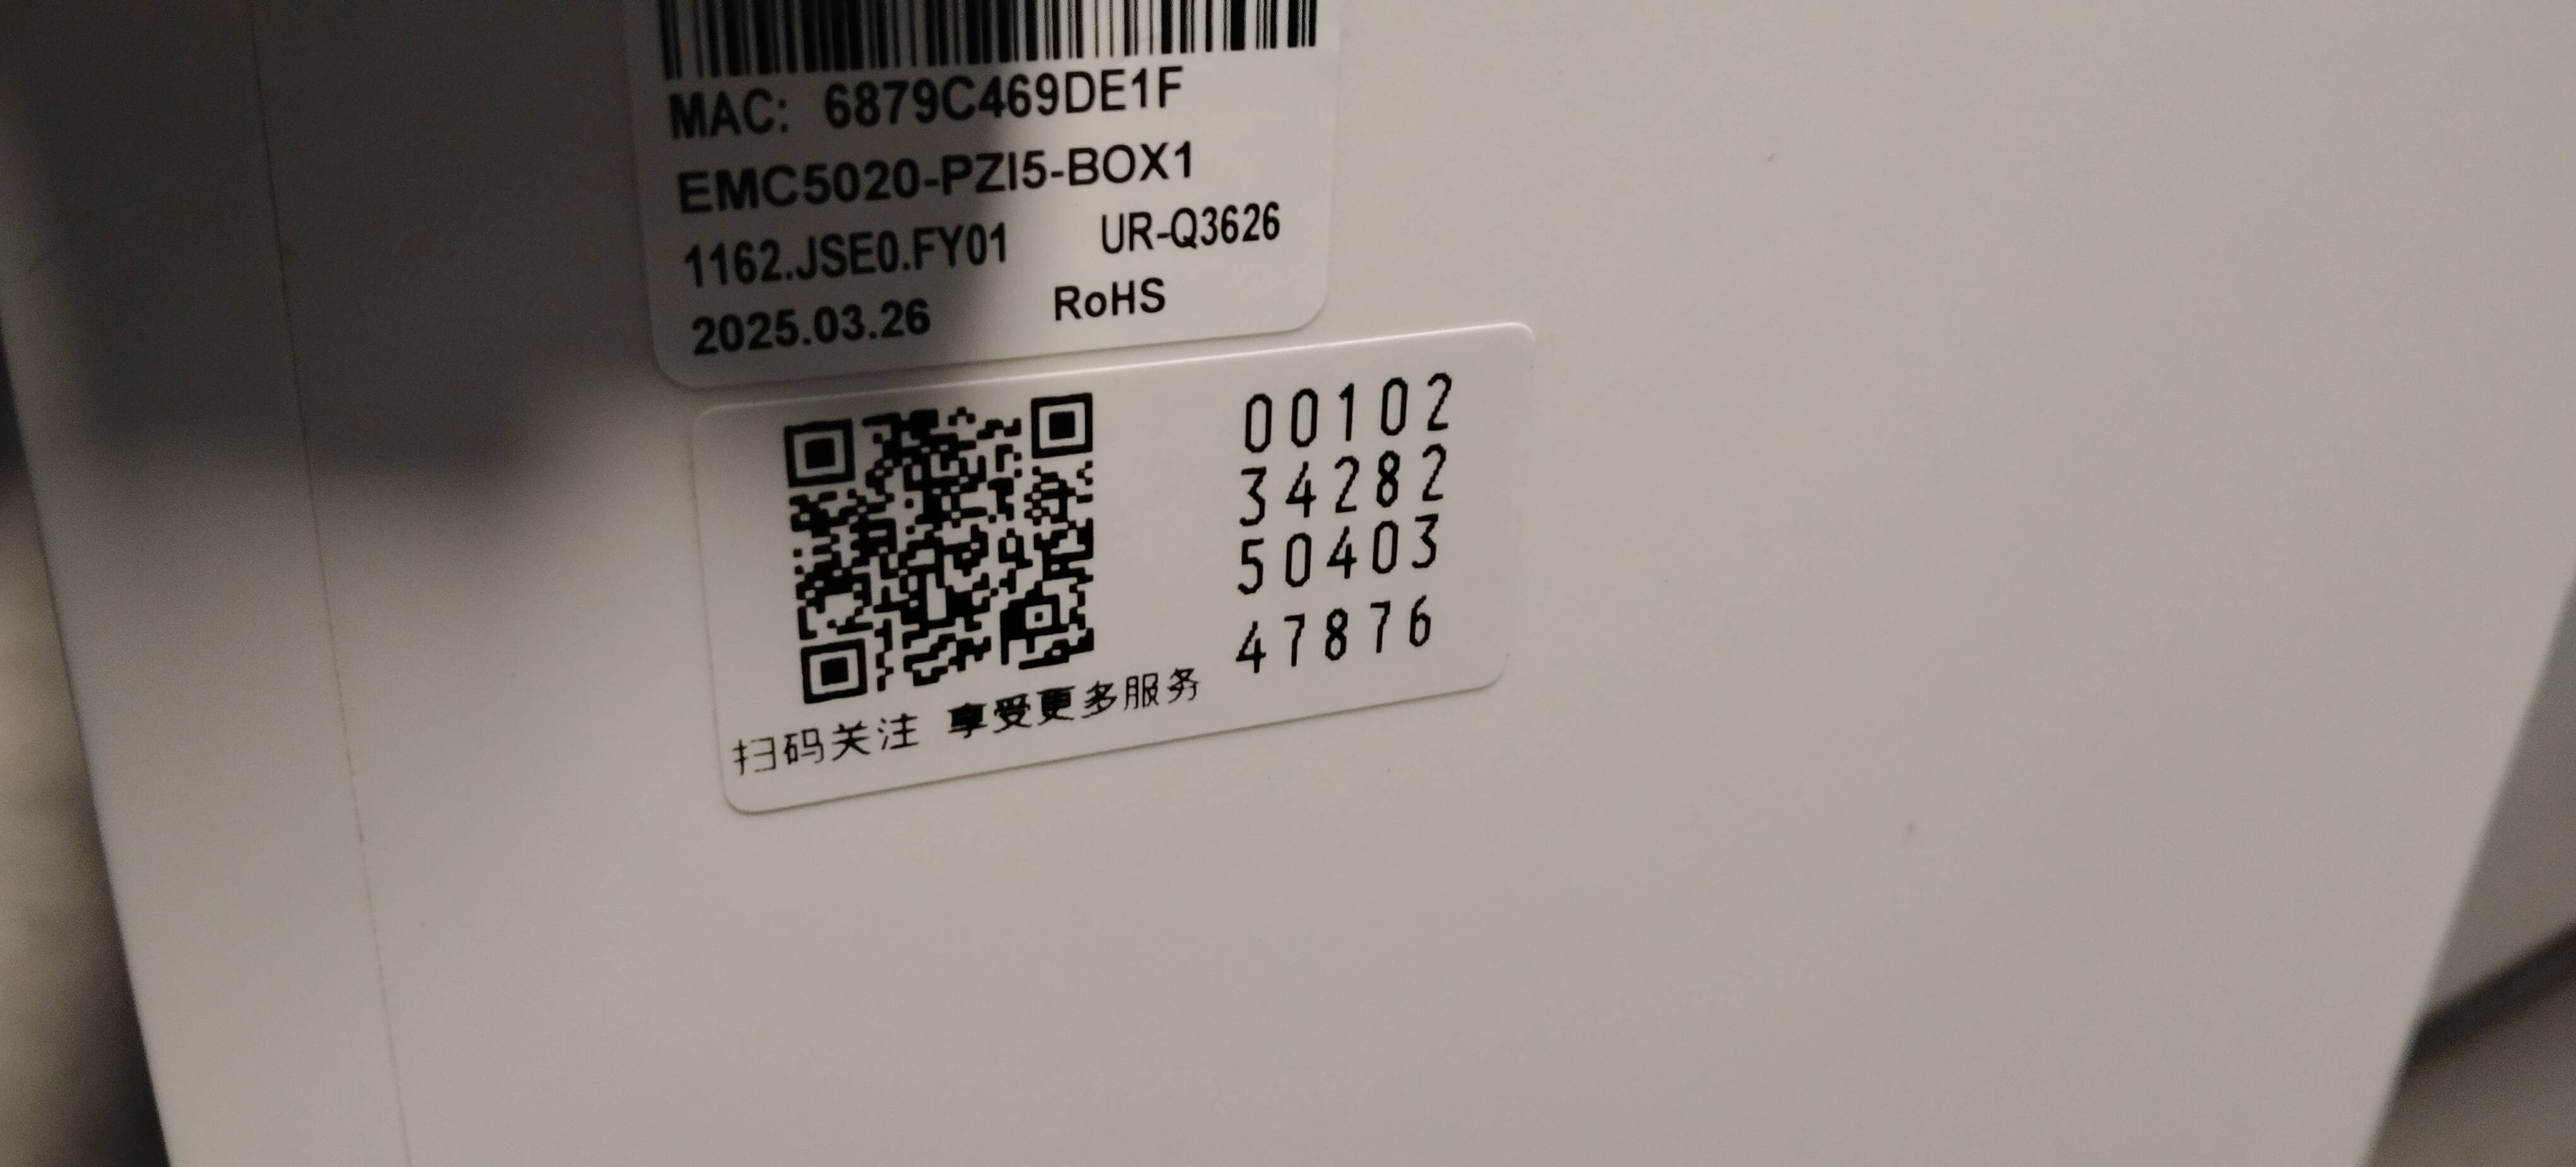 MAC: 6879C469DE1F
EMC5020-PZI5-BOX1
1162.JSE0.FY01 UR-Q3626
2025.03.26 RoHS
00102
34282
50403
47876
扫码关注 享受更多服务